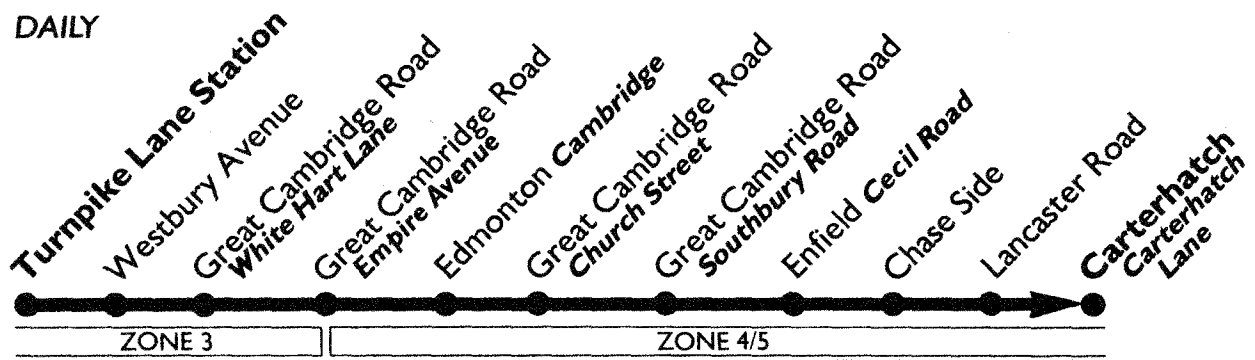 DAILY
Turnpike Lane Station
Westbury Avenue
Great Cambridge Road
White Hart Lane
Great Cambridge Road
Empire Avenue
Edmonton Cambridge
Great Cambridge Road
Church Street
Great Cambridge Road
Southbury Road
Enfield Cecil Road
Chase Side
Lancaster Road
Carterhatch
Carterhatch
Lane
ZONE 3
ZONE 4/5